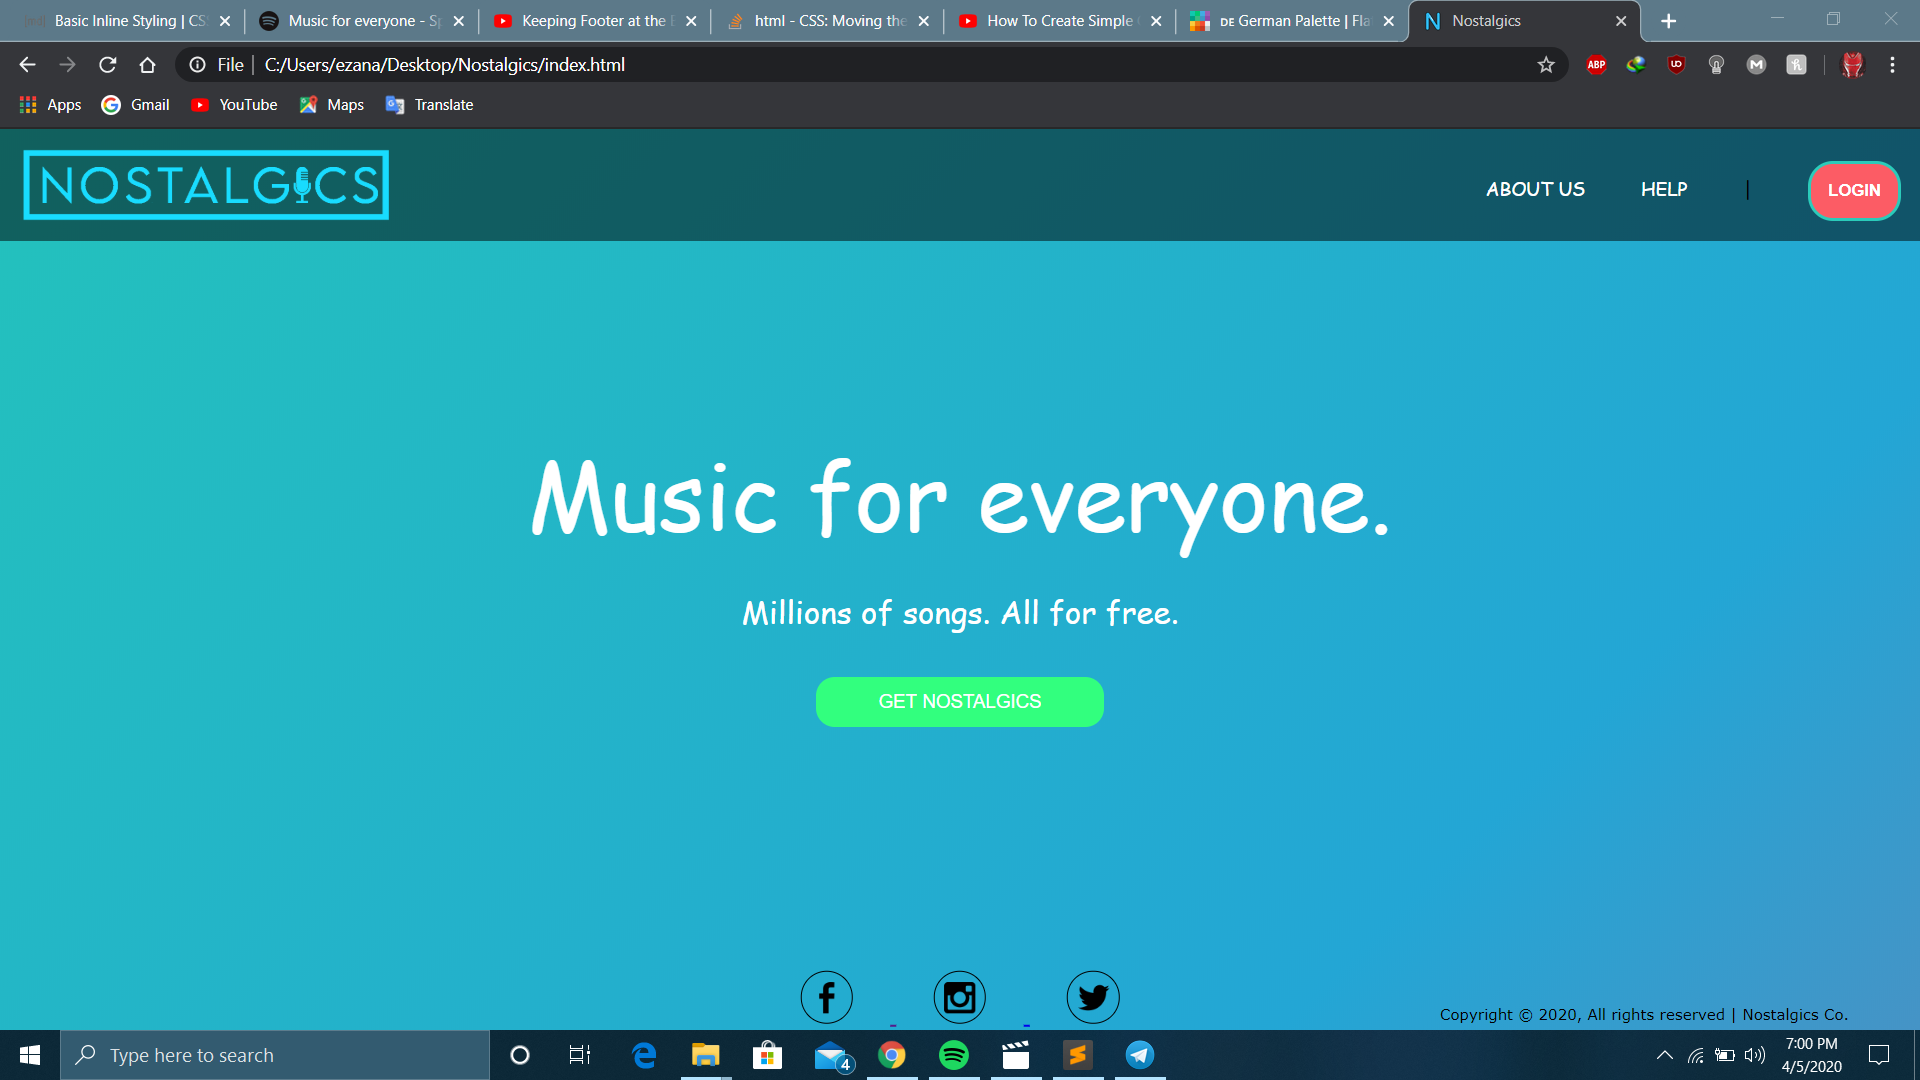 Basic Inline Styling | CS
Music for everyone - Sp
Keeping Footer at the
html - CSS: Moving the
How To Create Simple
DE German Palette | Fla
Nostalgics
File | C:/Users/ezana/Desktop/Nostalgics/index.html
ABP
Apps Gmail YouTube Maps Translate
NOSTALGICS
ABOUT US HELP | LOGIN
Music for everyone.
Millions of songs. All for free.
GET NOSTALGICS
Copyright © 2020, All rights reserved | Nostalgics Co.
Type here to search
4
7:00 PM
4/5/2020